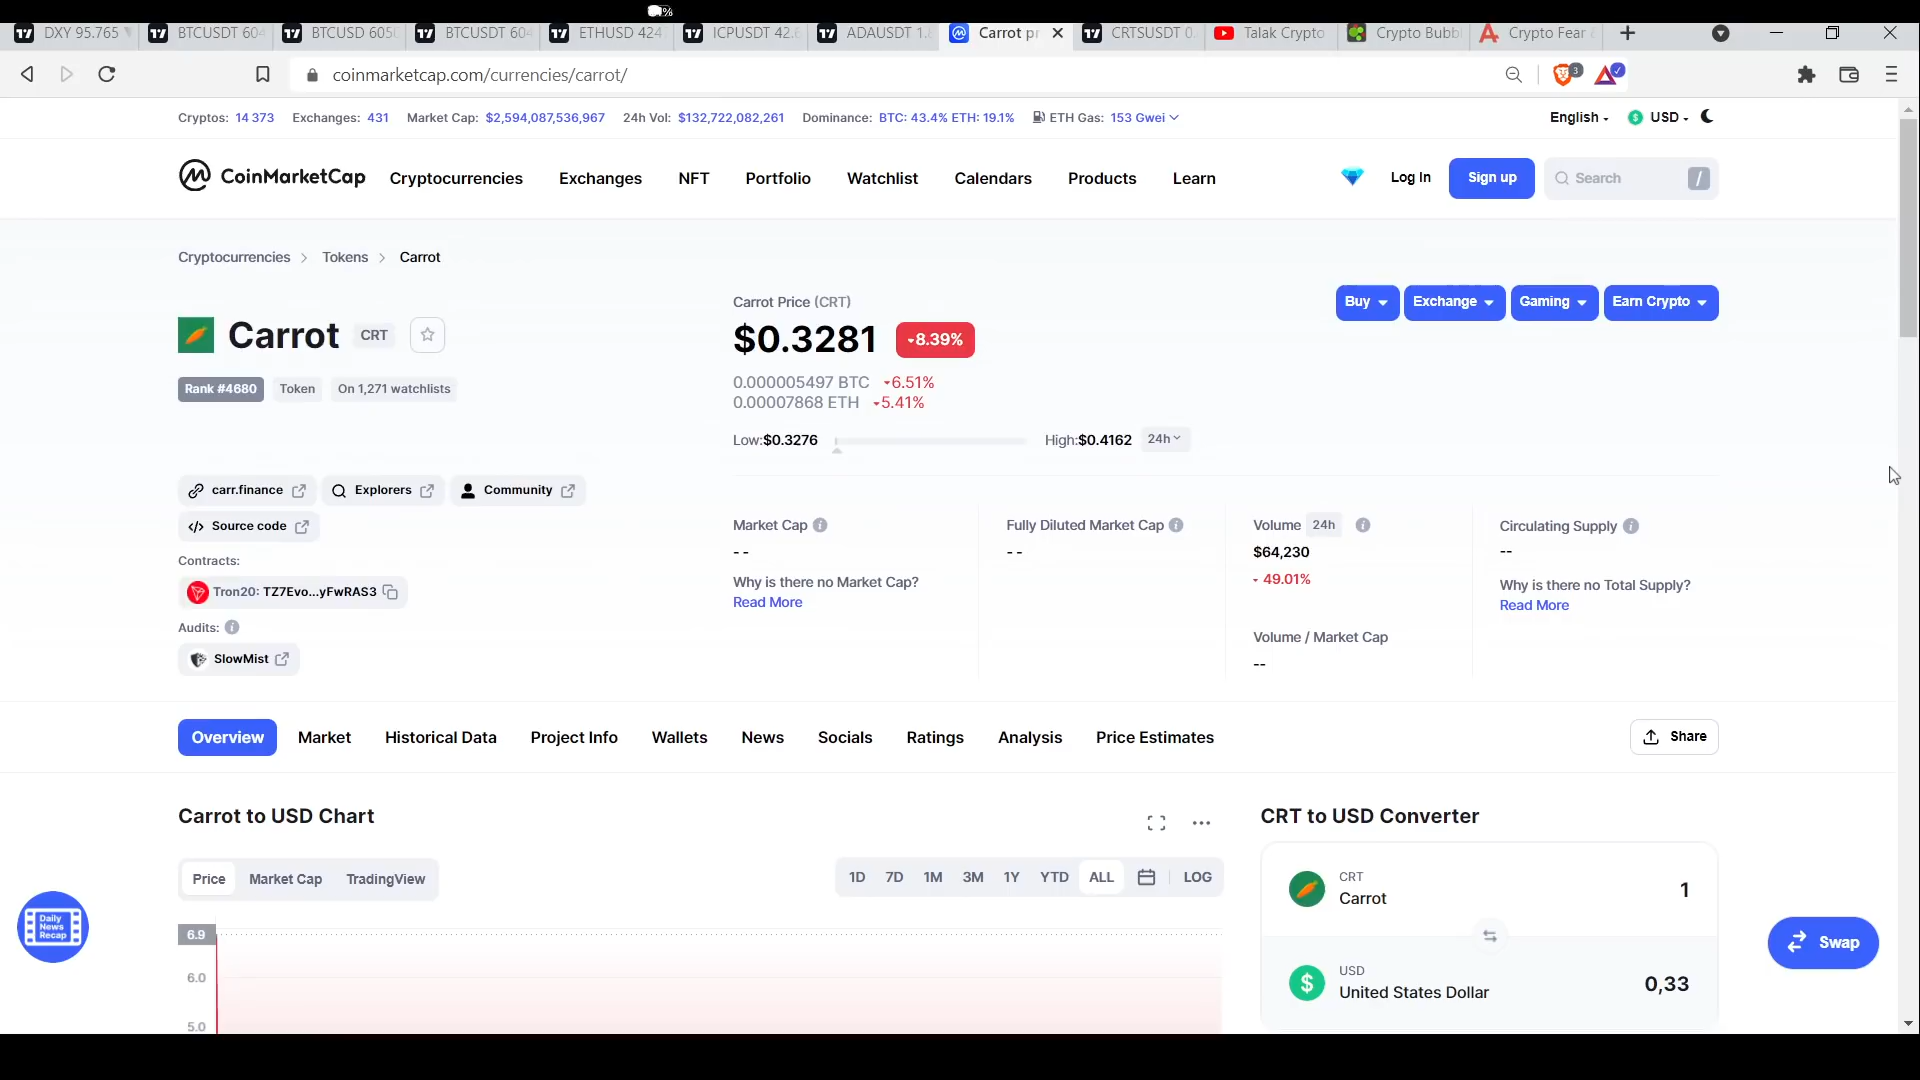 DXY 95.765
BTCUSDT 604
BTCUSD 605
BTCUSDT 604
ETHUSD 424
ICPUSDT 42.6
ADAUSDT 1.8
Carrot pr
CRTSUSDT 0.
Talak Crypto
Crypto Bubb
Crypto Fear
coinmarketcap.com/currencies/carrot/
3
Cryptos: 14 373
Exchanges: 431
Market Cap: $2,594,087,536,967
24h Vol: $132,722,082,261
Dominance: BTC: 43.4% ETH: 19.1%
ETH Gas: 153 Gwei
English
USD
CoinMarketCap
Cryptocurrencies
Exchanges
NFT
Portfolio
Watchlist
Calendars
Products
Learn
Log In
Sign up
Search
/
Cryptocurrencies > Tokens > Carrot
Carrot CRT
Rank #4680
Token
On 1,271 watchlists
Carrot Price (CRT)
$0.3281
8.39%
0.000005497 BTC 6.51%
0.00007868 ETH 5.41%
Low:$0.3276
High:$0.4162
24h
Buy
Exchange
Gaming
Earn Crypto
carr.finance
Explorers
Community
Source code
Contracts:
Tron20: TZ7Evo...yFwRAS3
Audits:
SlowMist
Market Cap
- -
Why is there no Market Cap?
Read More
Fully Diluted Market Cap
- -
Volume 24h
$64,230
49.01%
Volume / Market Cap
--
Circulating Supply
--
Why is there no Total Supply?
Read More
Overview
Market
Historical Data
Project Info
Wallets
News
Socials
Ratings
Analysis
Price Estimates
Share
Carrot to USD Chart
Price
Market Cap
TradingView
1D
7D
1M
3M
1Y
YTD
ALL
LOG
6.9
6.0
5.0
CRT to USD Converter
CRT
Carrot
1
USD
United States Dollar
0,33
Daily
News
Recap
Swap